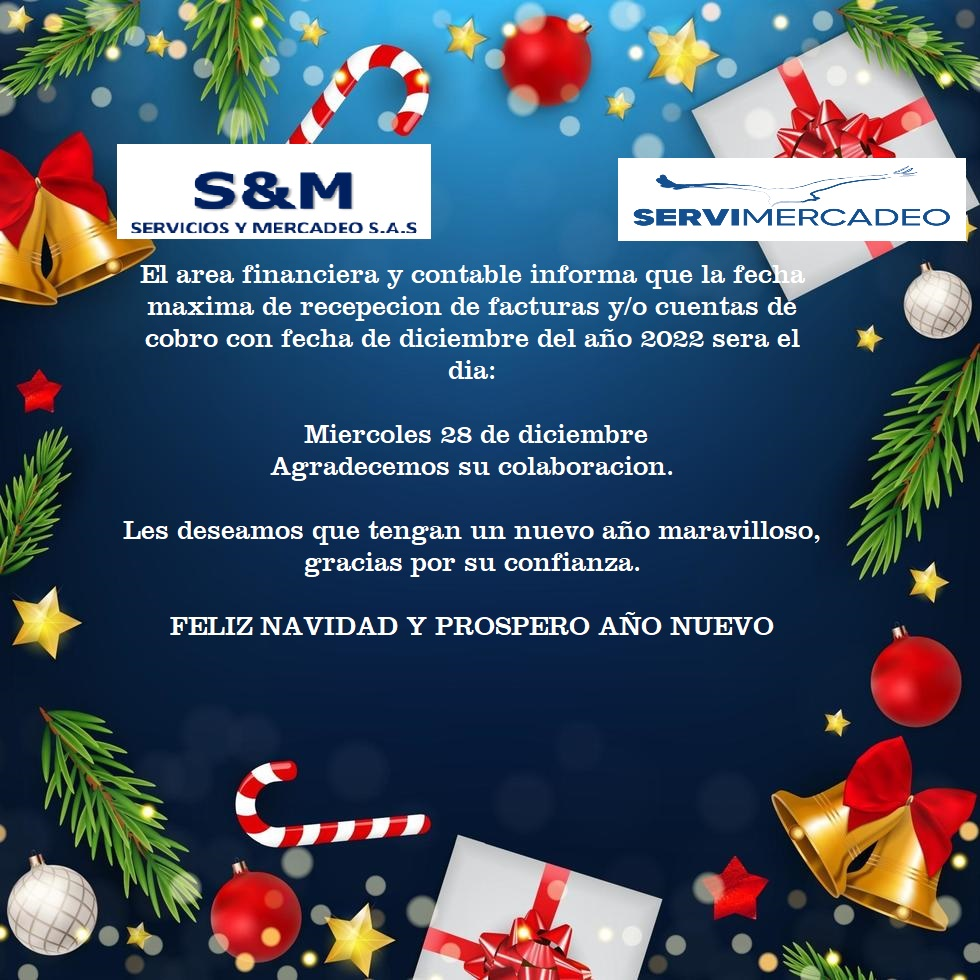 S&M
SERVICIOS Y MERCADEO S.A.S
SERVIMERCADEO
El area financiera y contable informa que la fecha
maxima de recepecion de facturas y/o cuentas de
cobro con fecha de diciembre del año 2022 sera el
dia:
Miercoles 28 de diciembre
Agradecemos su colaboracion.
Les deseamos que tengan un nuevo año maravilloso,
gracias por su confianza.
FELIZ NAVIDAD Y PROSPERO AÑO NUEVO